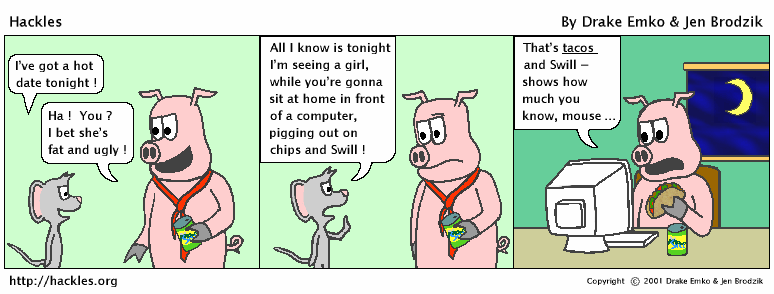 Hackles
By Drake Emko & Jen Brodzik
I've got a hot
date tonight !
Ha ! You ?
I bet she's
fat and ugly !
All I know is tonight
I'm seeing a girl,
while you're gonna
sit at home in front
of a computer,
pigging out on
chips and Swill !
That's tacos
and Swill –
shows how
much you
know, mouse ...
http://hackles.org
Copyright © 2001 Drake Emko & Jen Brodzik